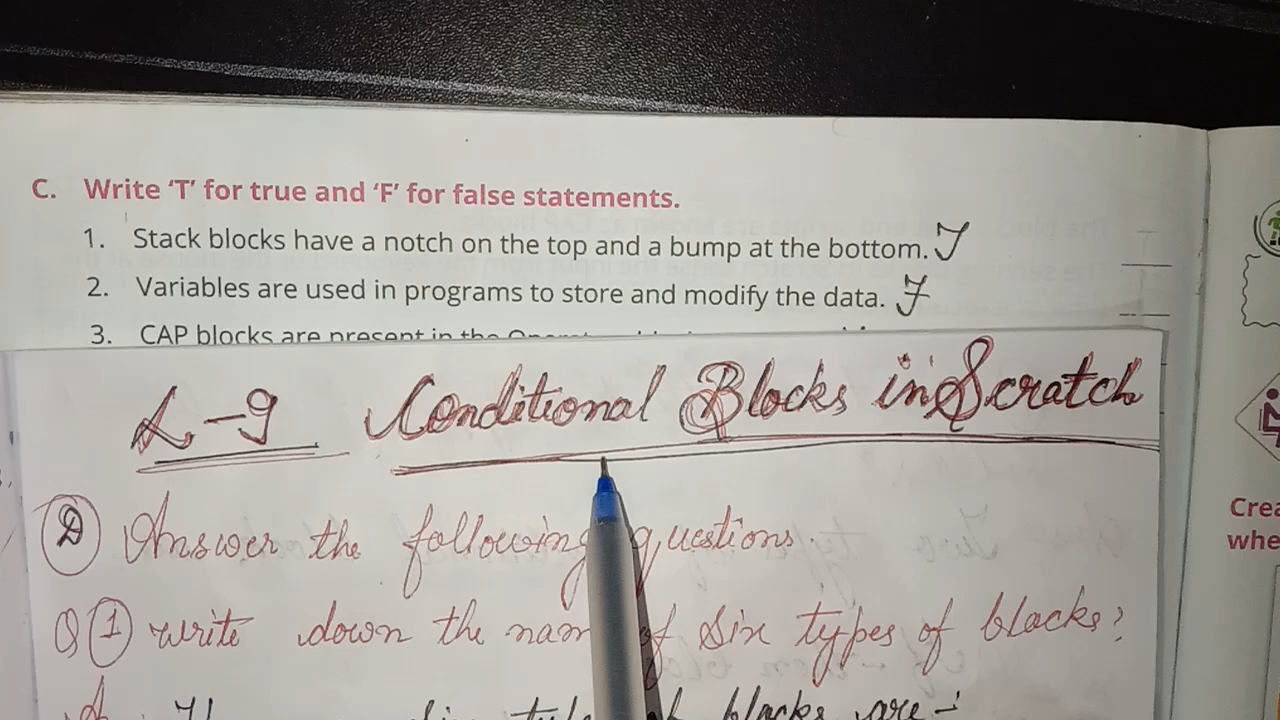 C. Write 'T' for true and 'F' for false statements.
1. Stack blocks have a notch on the top and a bump at the bottom. T
2. Variables are used in programs to store and modify the data. F
3. CAP blocks are present in the
L-9 Conditional Blocks in Scratch
D Answer the following questions.
Q 1 write down the nam of six types of blacks?
blacks are :-
Crea
whe